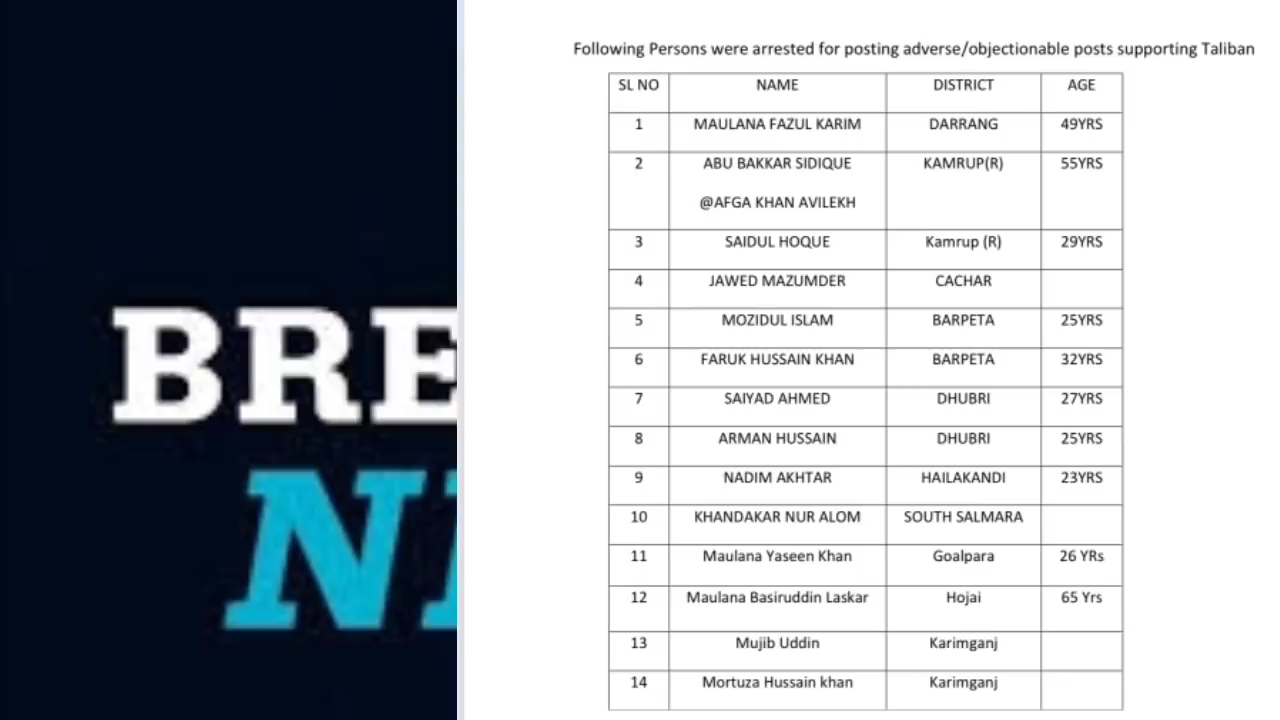 BRE
N
Following Persons were arrested for posting adverse/objectionable posts supporting Taliban
SL NO NAME DISTRICT AGE
1 MAULANA FAZUL KARIM DARRANG 49YRS
2 ABU BAKKAR SIDIQUE KAMRUP(R) 55YRS
@AFGA KHAN AVILEKH
3 SAIDUL HOQUE Kamrup (R) 29YRS
4 JAWED MAZUMDER CACHAR
5 MOZIDUL ISLAM BARPETA 25YRS
6 FARUK HUSSAIN KHAN BARPETA 32YRS
7 SAIYAD AHMED DHUBRI 27YRS
8 ARMAN HUSSAIN DHUBRI 25YRS
9 NADIM AKHTAR HAILAKANDI 23YRS
10 KHANDAKAR NUR ALOM SOUTH SALMARA
11 Maulana Yaseen Khan Goalpara 26 YRs
12 Maulana Basiruddin Laskar Hojai 65 Yrs
13 Mujib Uddin Karimganj
14 Mortuza Hussain khan Karimganj